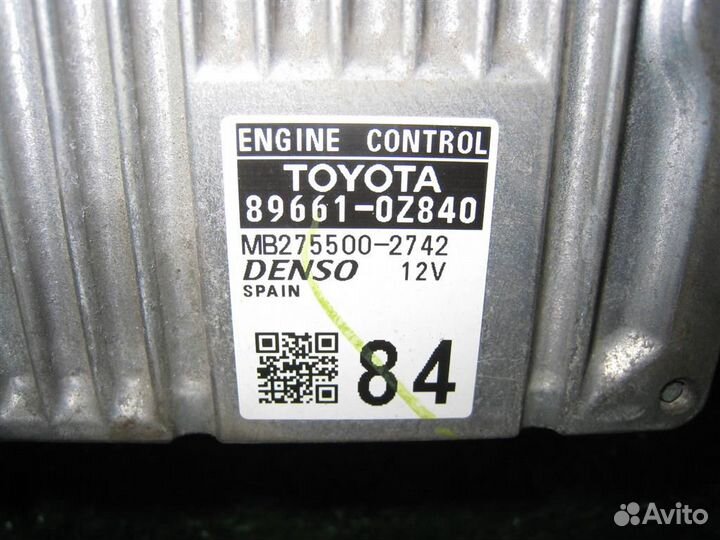 ENGINE CONTROL
TOYOTA
89661-0Z840
MB275500-2742
DENSO 12V
SPAIN
84
Avito